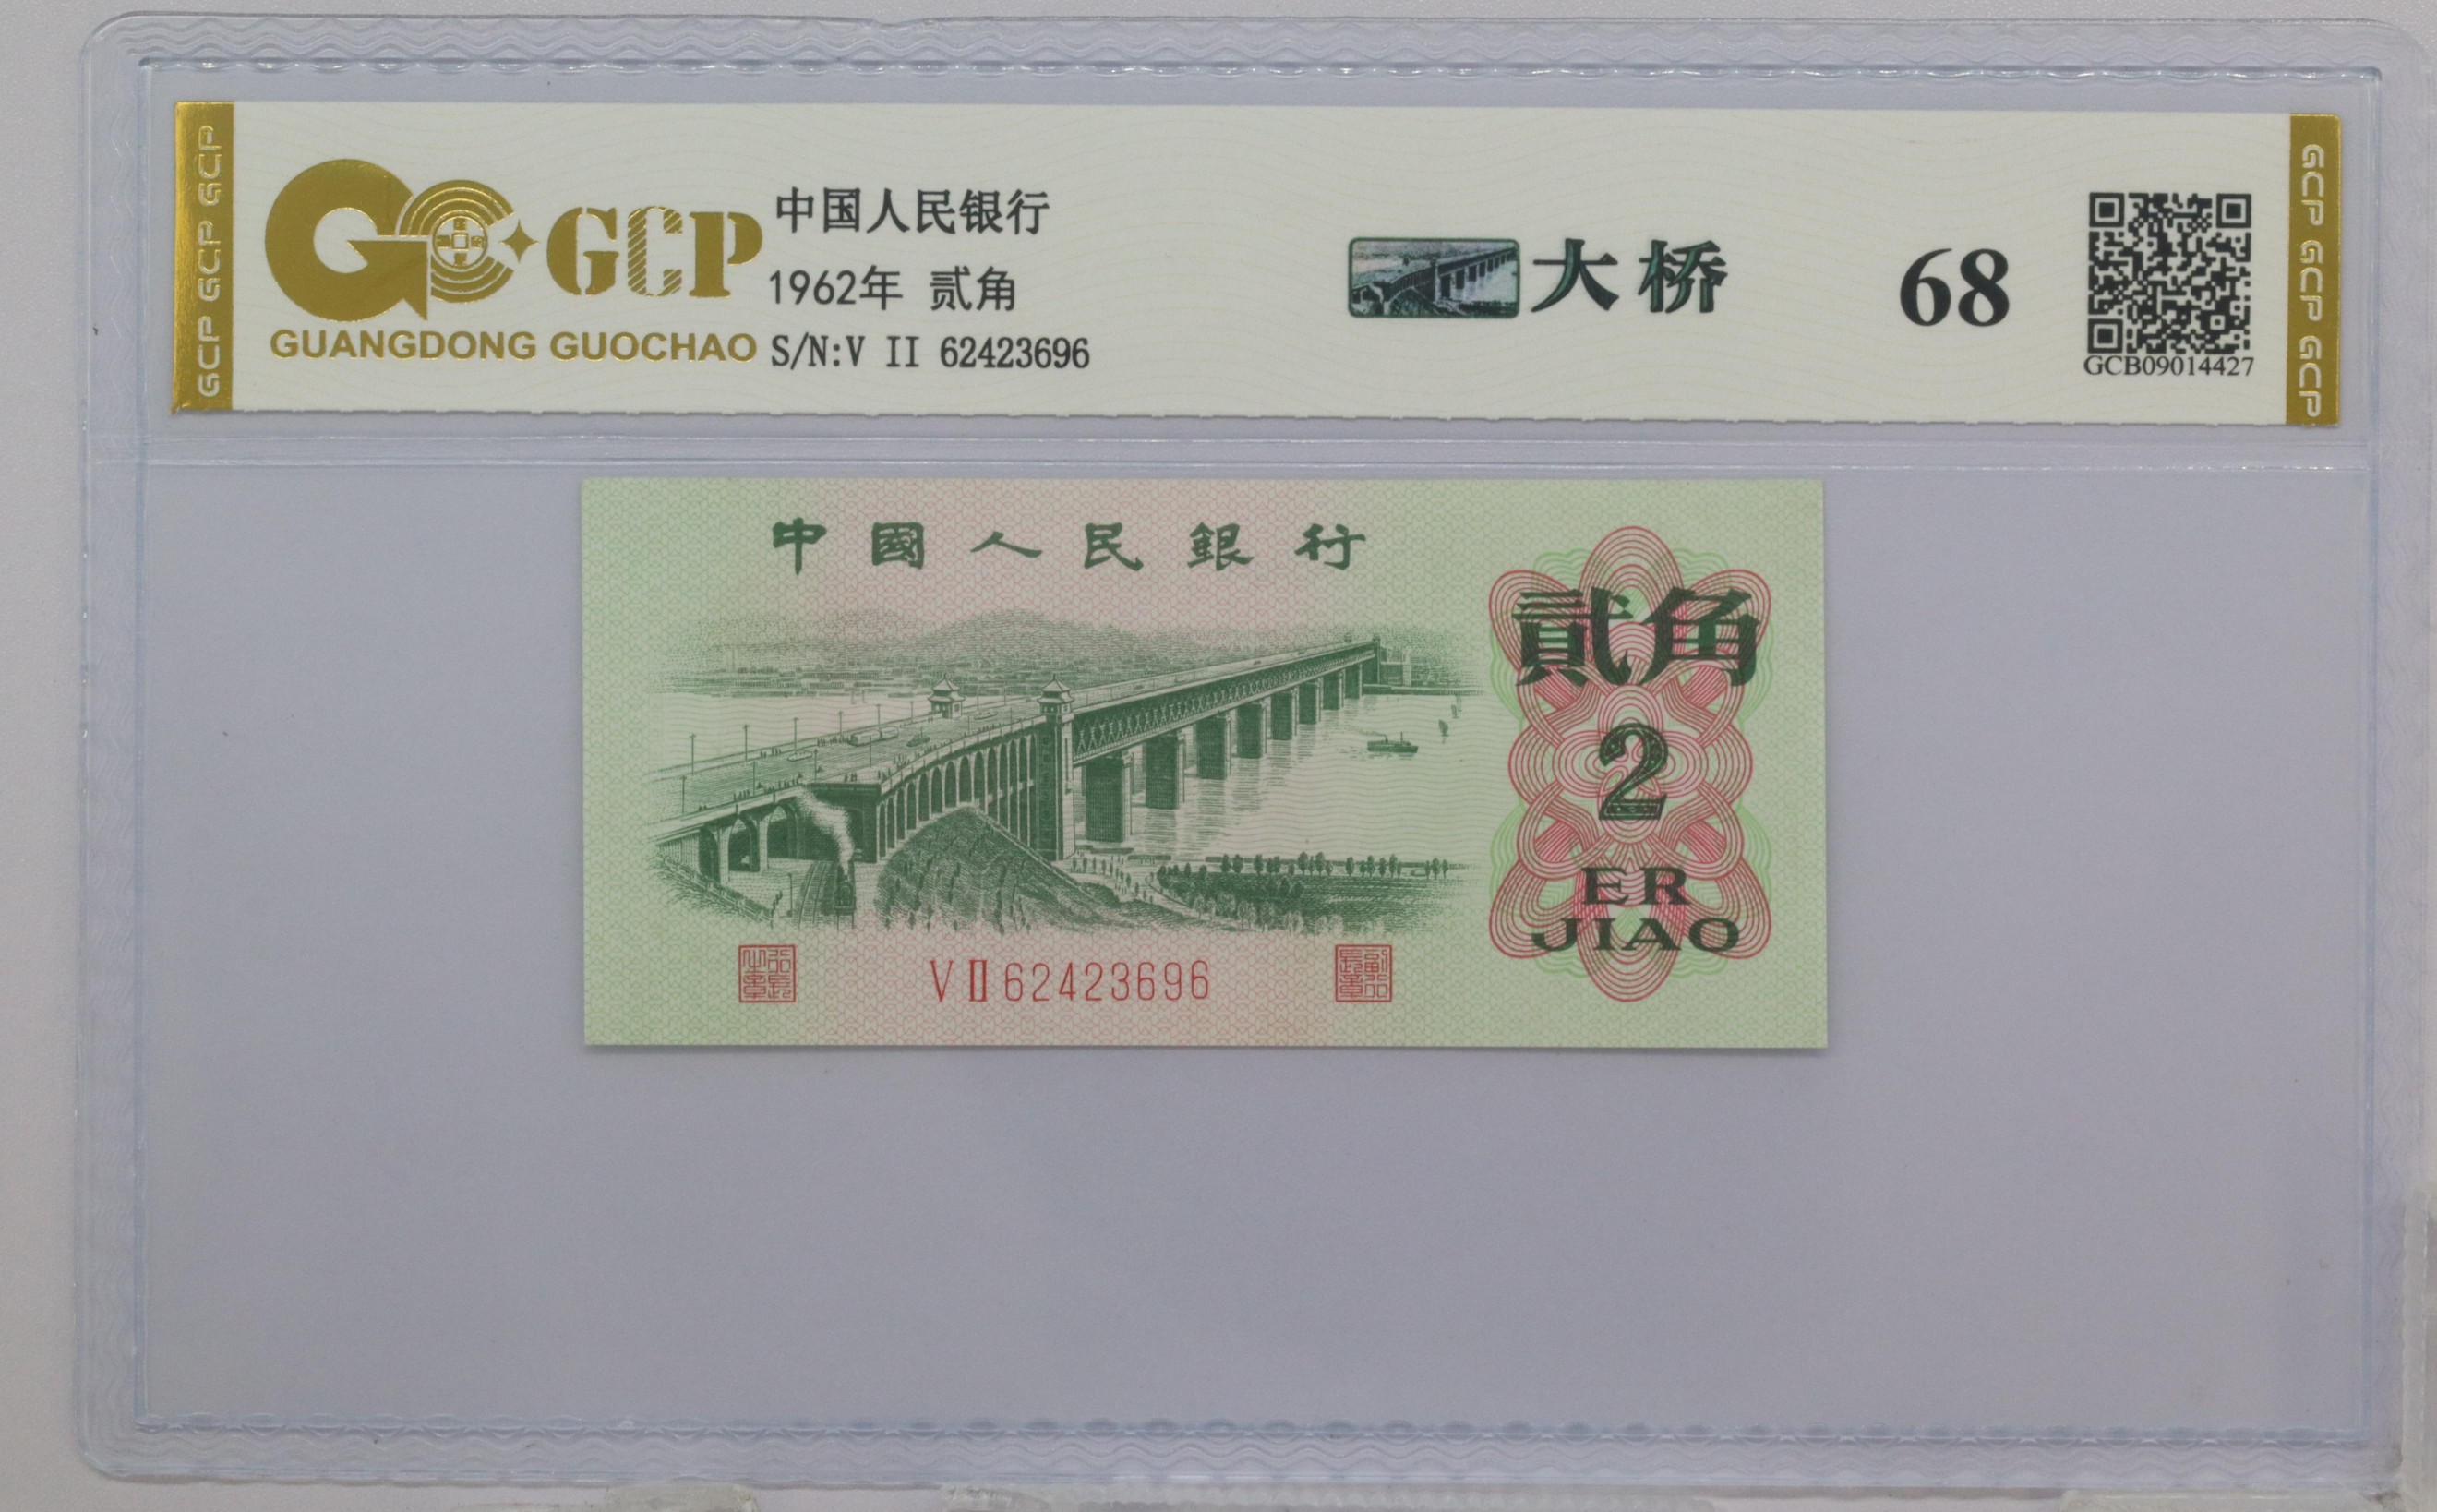 GCP GCP GCP
GCP
GUANGDONG GUOCHAO
中国人民银行
1962年 贰角
S/N:V II 62423696
大桥
68
GCB09014427
GCP GCP GCP
中國人民銀行
貳角
2
ER
JIAO
V II 62423696